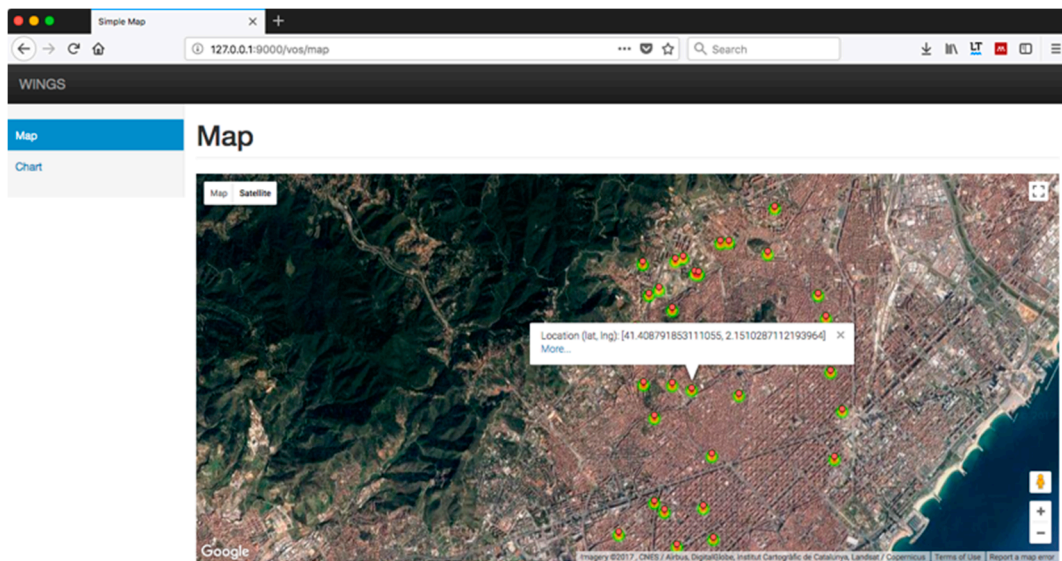 Simple Map
127.0.0.1:9000/vos/map
Search
WINGS
Map
Chart
Map
Map Satellite
Location (lat, lng): [41.408791853111055, 2.1510287112193964]
More...
Google
Imagery ©2017 , CNES / Airbus, DigitalGlobe, Institut Cartogràfic de Catalunya, Landsat / Copernicus Terms of Use Report a map error